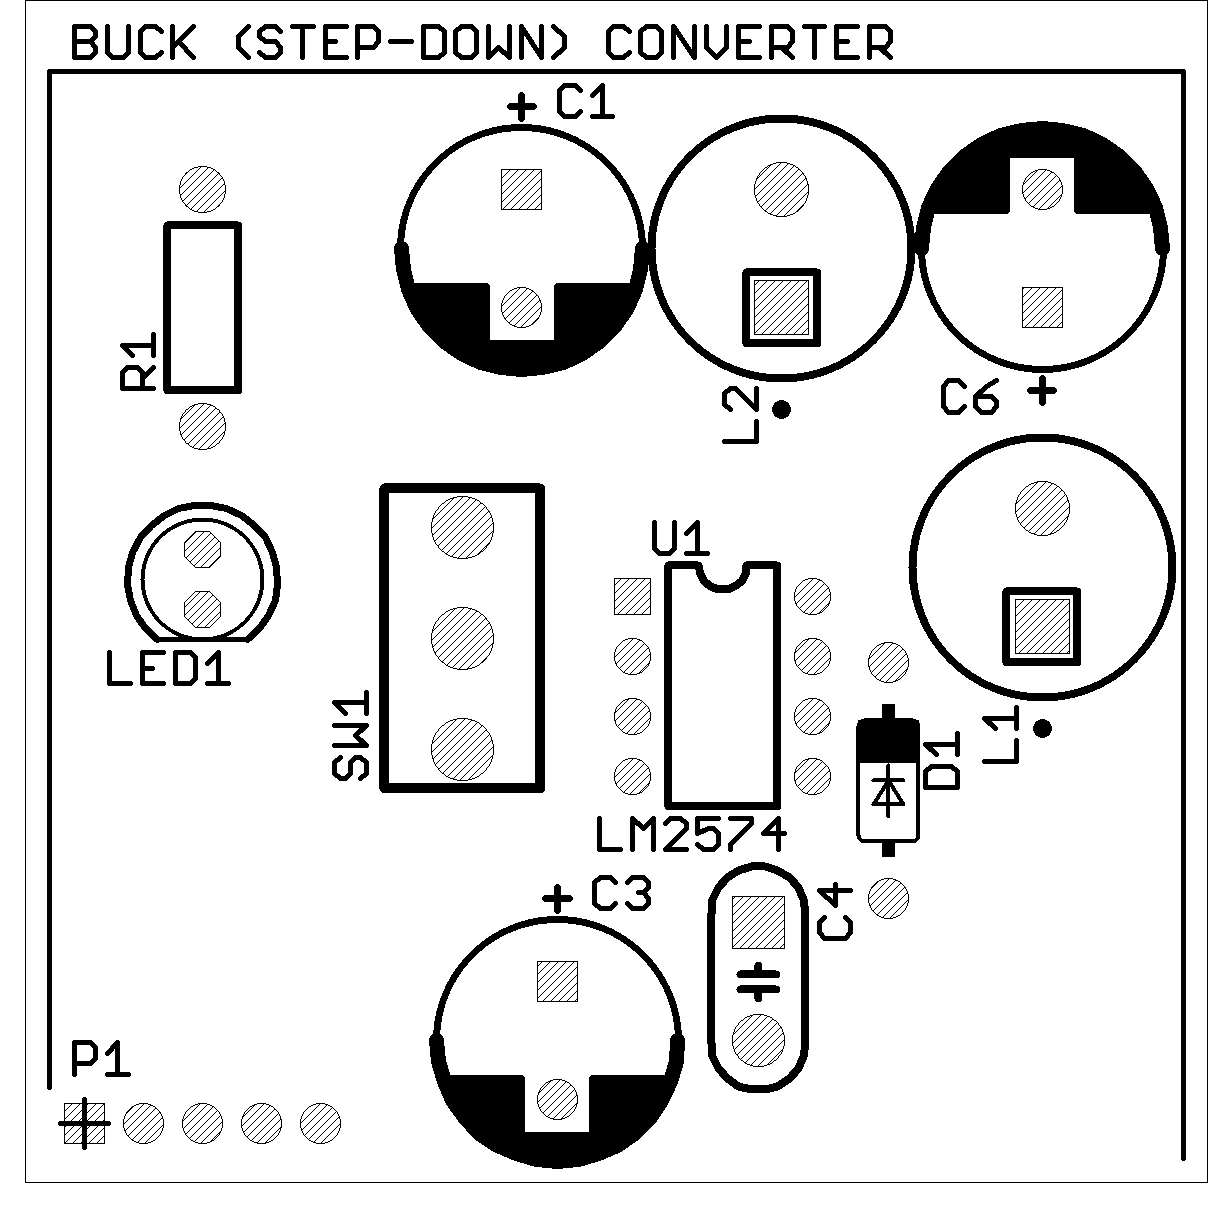 BUCK (STEP-DOWN) CONVERTER
+ C1
R1
L2
C6 +
LED1
SW1
U1
LM2574
D1
L1
+ C3
C4
P1